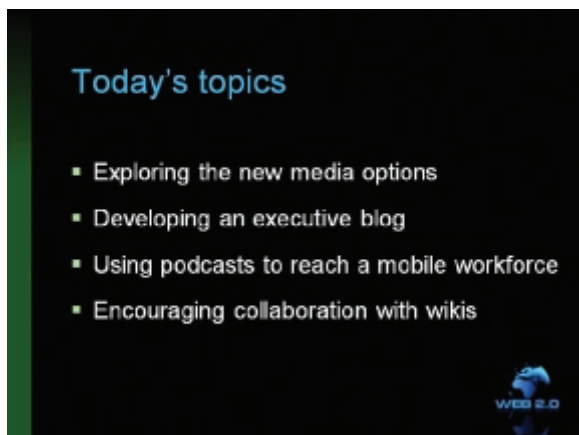 Today's topics
Exploring the new media options
Developing an executive blog
Using podcasts to reach a mobile workforce
Encouraging collaboration with wikis
WEB 2.0